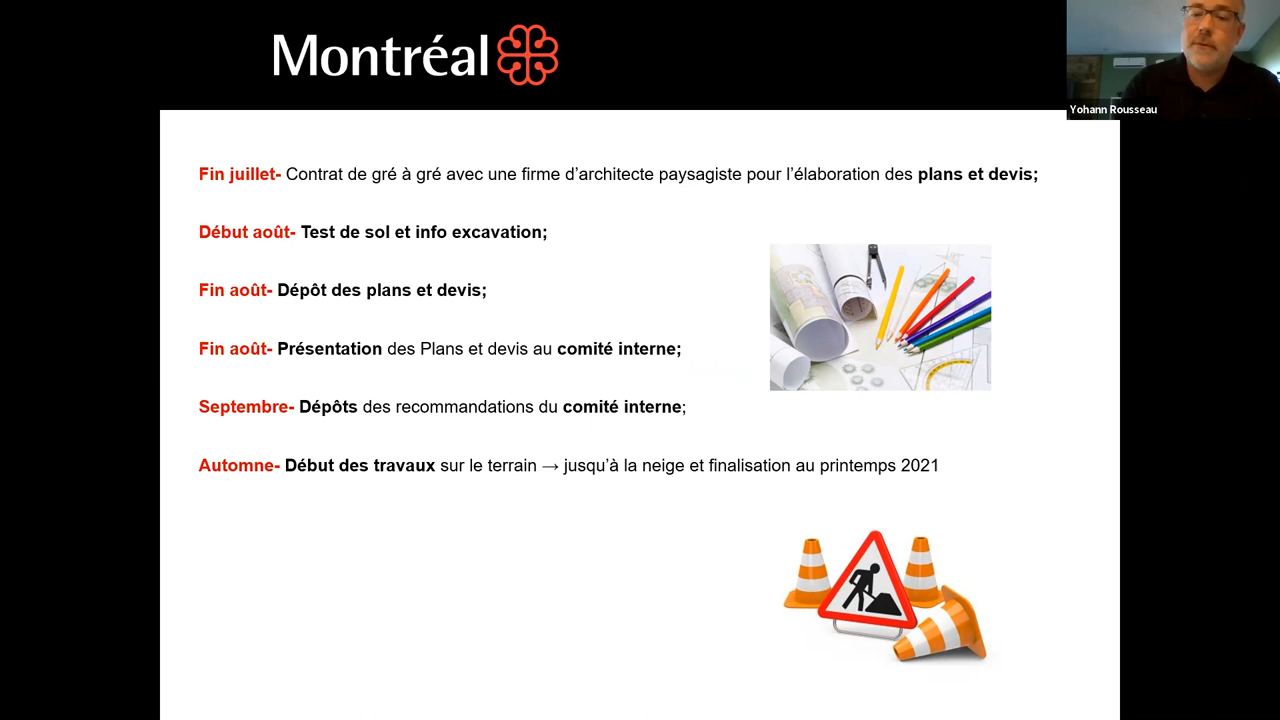 Montréal
Yohann Rousseau
Fin juillet- Contrat de gré à gré avec une firme d’architecte paysagiste pour l’élaboration des plans et devis;
Début août- Test de sol et info excavation;
Fin août- Dépôt des plans et devis;
Fin août- Présentation des Plans et devis au comité interne;
Septembre- Dépôts des recommandations du comité interne;
Automne- Début des travaux sur le terrain → jusqu’à la neige et finalisation au printemps 2021